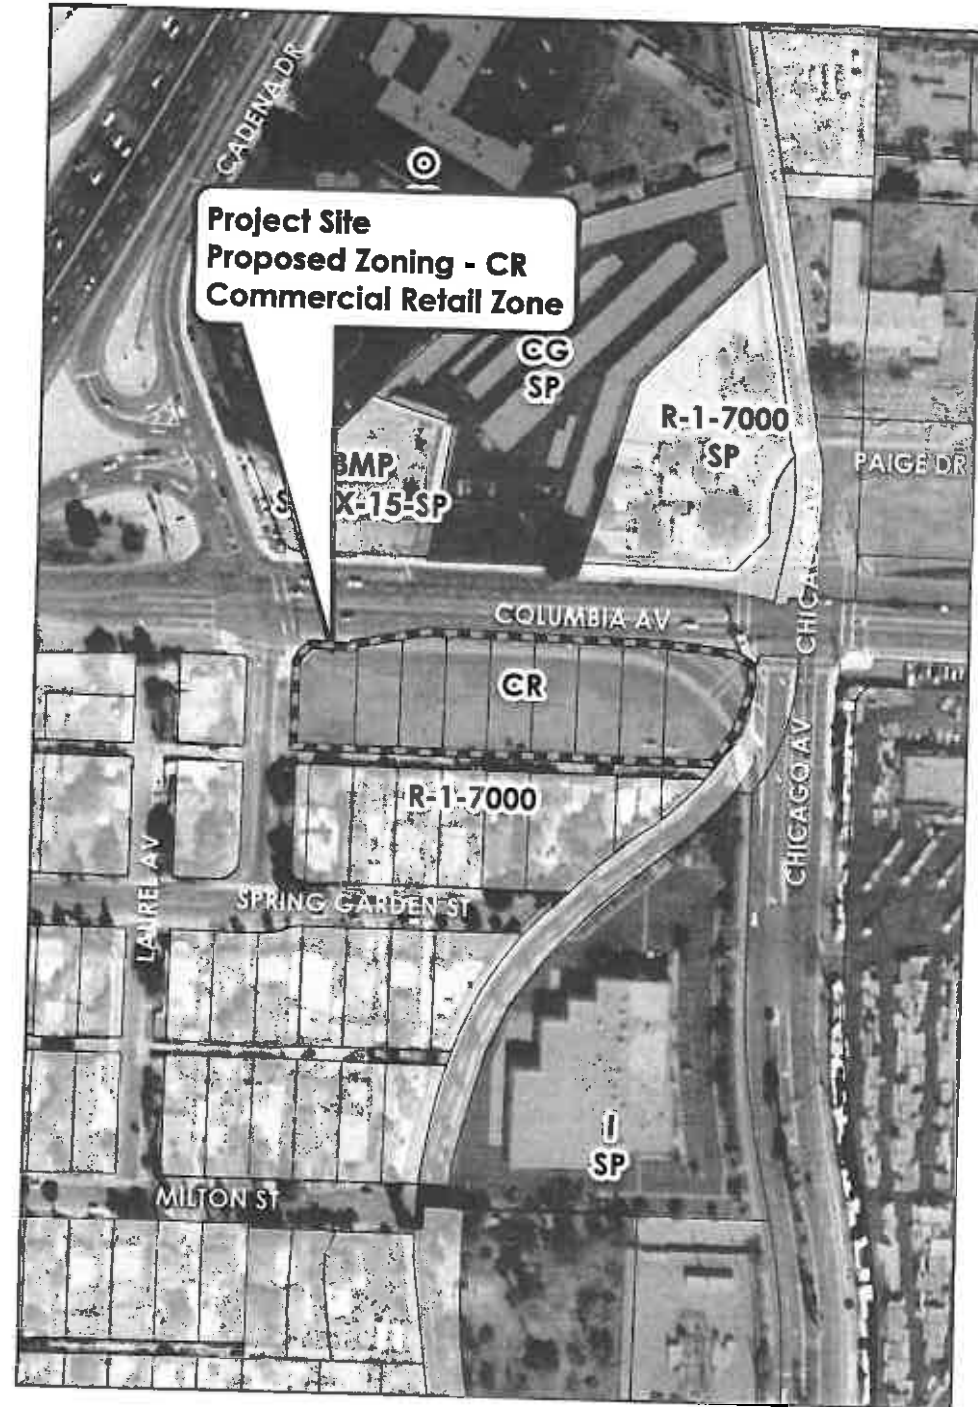 CADENA DR
Project Site
Proposed Zoning - CR
Commercial Retail Zone
CG
SP
R-1-7000
SP
PAIGE DR
BMP
X-15-SP
COLUMBIA AV
CR
R-1-7000
CHICAGO AV
LAUREL AV
SPRING GARDEN ST
I
SP
MILTON ST